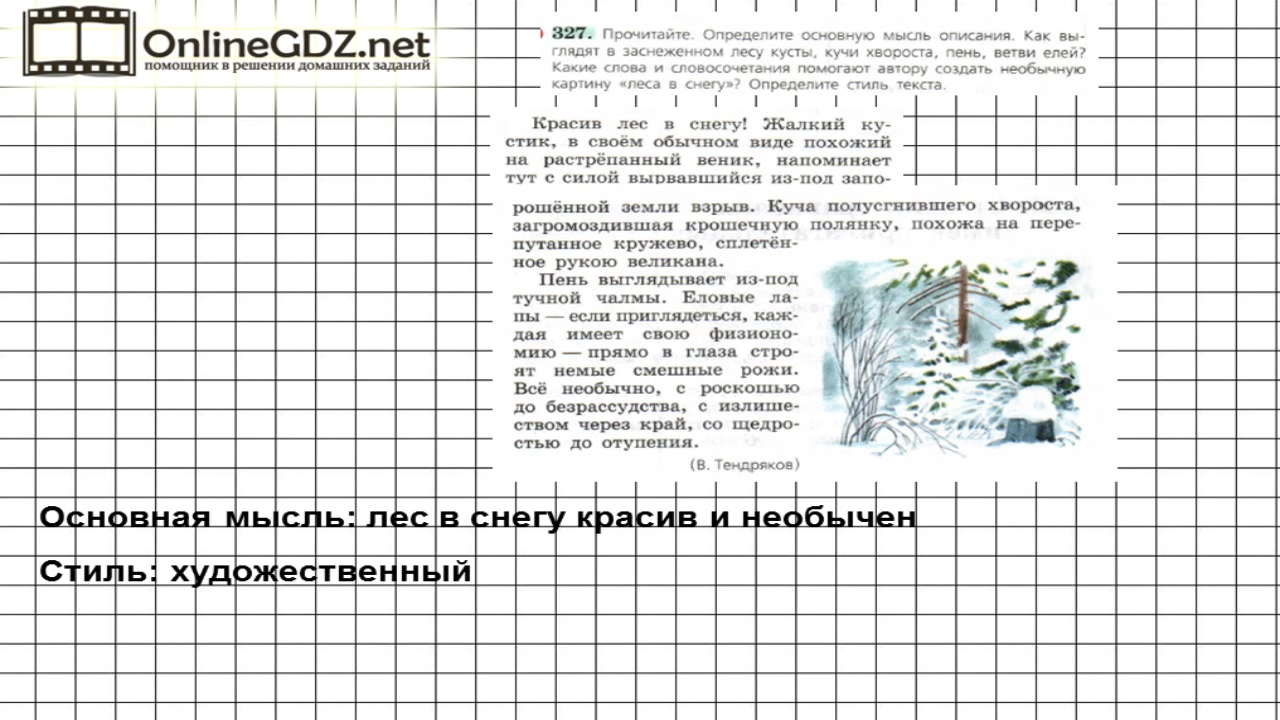 OnlineGDZ.net
помощник в решении домашних заданий
327. Прочитайте. Определите основную мысль описания. Как вы-
глядят в заснеженном лесу кусты, кучи хвороста, пень, ветви елей?
Какие слова и словосочетания помогают автору создать необычную
картину «леса в снегу»? Определите стиль текста.
Красив лес в снегу! Жалкий ку-
стик, в своём обычном виде похожий
на растрёпанный веник, напоминает
тут с силой вырвавшийся из-под запо-
рошённой земли взрыв. Куча полусгнившего хвороста,
загромоздившая крошечную полянку, похожа на пере-
путанное кружево, сплетён-
ное рукою великана.
Пень выглядывает из-под
тучной чалмы. Еловые ла-
пы — если приглядеться, каж-
дая имеет свою физионо-
мию — прямо в глаза стро-
ят немые смешные рожи.
Всё необычно, с роскошью
до безрассудства, с излише-
ством через край, со щедро-
стью до отупения.
(В. Тендряков)
Основная мысль: лес в снегу красив и необычен
Стиль: художественный